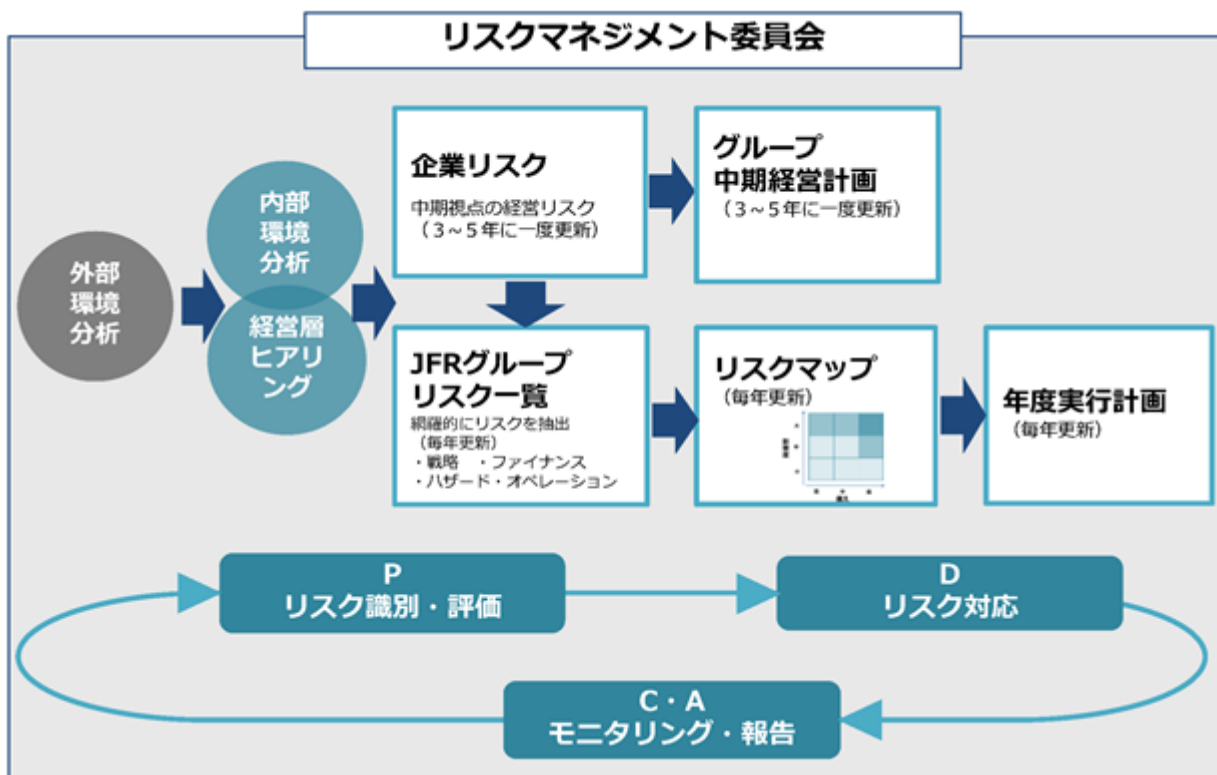 リスクマネジメント委員会
外部
環境
分析
内部
環境
分析
経営層
ヒアリ
ング
企業リスク
中期視点の経営リスク
（３～５年に一度更新）
グループ
中期経営計画
（３～５年に一度更新）
JFRグループ
リスク一覧
網羅的にリスクを抽出
（毎年更新）
・戦略　・ファイナンス
・ハザード・オペレーション
リスクマップ
（毎年更新）
年度実行計画
（毎年更新）
P
リスク識別・評価
D
リスク対応
C・A
モニタリング・報告